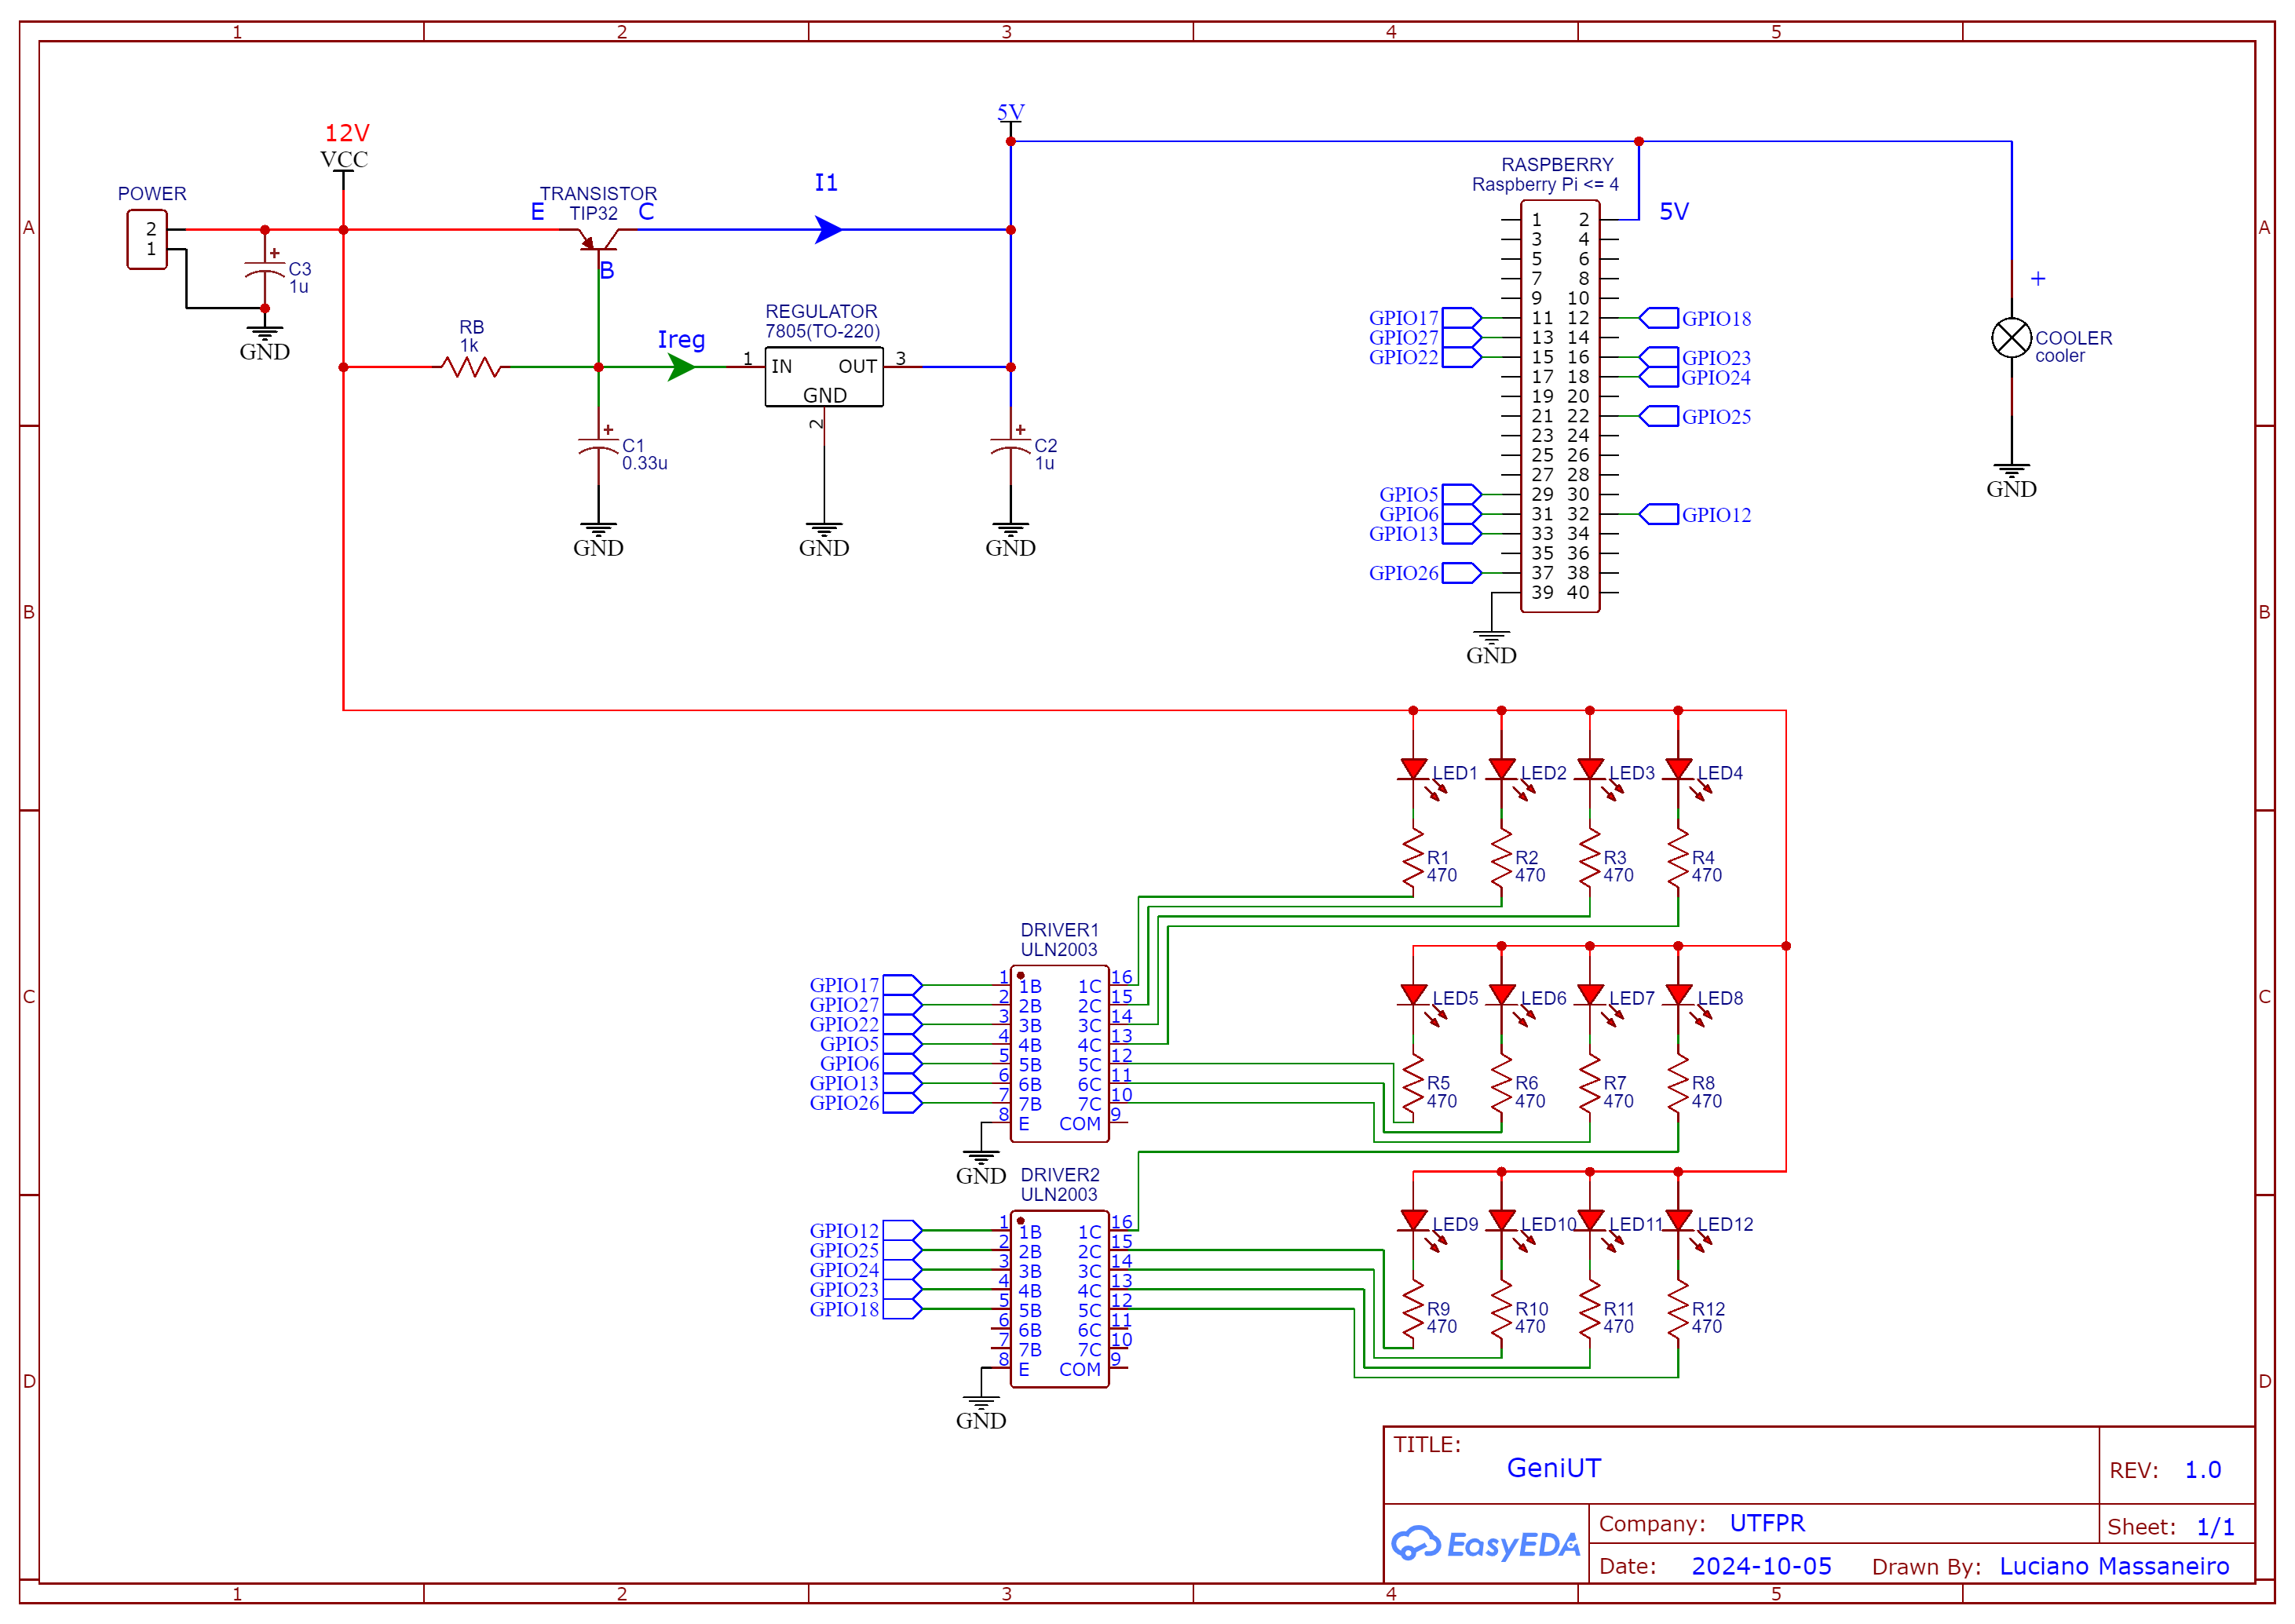 1 2 3 4 5
A
B
C
D
A
B
C
D
12V
VCC
POWER
2
1
+
C3
1u
GND
TRANSISTOR
TIP32
E
C
B
I1
5V
RB
1k
Ireg
REGULATOR
7805(TO-220)
1
IN
OUT
3
GND
2
+
C1
0.33u
GND
GND
+
C2
1u
GND
RASPBERRY
Raspberry Pi <= 4
5V
1 2
3 4
5 6
7 8
9 10
GPIO17 11 12 GPIO18
GPIO27 13 14
GPIO22 15 16 GPIO23
17 18 GPIO24
19 20
21 22 GPIO25
23 24
25 26
27 28
GPIO5 29 30
GPIO6 31 32 GPIO12
GPIO13 33 34
35 36
GPIO26 37 38
39 40
GND
+
COOLER
cooler
GND
LED1 LED2 LED3 LED4
R1 R2 R3 R4
470 470 470 470
DRIVER1
ULN2003
GPIO17 1 1B 1C 16
GPIO27 2 2B 2C 15
GPIO22 3 3B 3C 14
GPIO5 4 4B 4C 13
GPIO6 5 5B 5C 12
GPIO13 6 6B 6C 11
GPIO26 7 7B 7C 10
8 E COM 9
GND
LED5 LED6 LED7 LED8
R5 R6 R7 R8
470 470 470 470
DRIVER2
ULN2003
GPIO12 1 1B 1C 16
GPIO25 2 2B 2C 15
GPIO24 3 3B 3C 14
GPIO23 4 4B 4C 13
GPIO18 5 5B 5C 12
6 6B 6C 11
7 7B 7C 10
8 E COM 9
GND
LED9 LED10 LED11 LED12
R9 R10 R11 R12
470 470 470 470
TITLE:
GeniUT
REV: 1.0
EasyEDA
Company: UTFPR
Sheet: 1/1
Date: 2024-10-05 Drawn By: Luciano Massaneiro
1 2 3 4 5